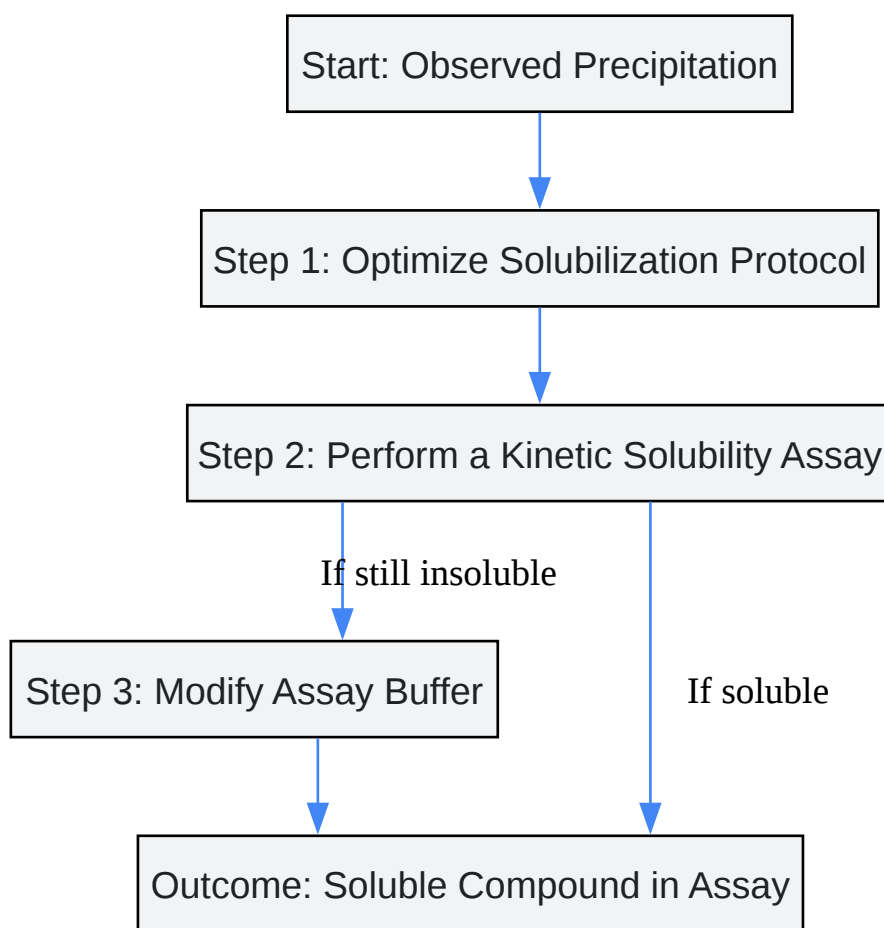 Start: Observed Precipitation
Step 1: Optimize Solubilization Protocol
Step 2: Perform a Kinetic Solubility Assay
If still insoluble
Step 3: Modify Assay Buffer
If soluble
Outcome: Soluble Compound in Assay